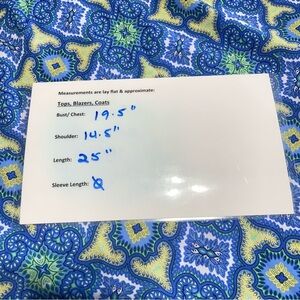 Measurements are lay flat & approximate:
Tops, Blazers, Coats
Bust/ Chest: 19.5"
Shoulder: 14.5"
Length: 25"
Sleeve Length: